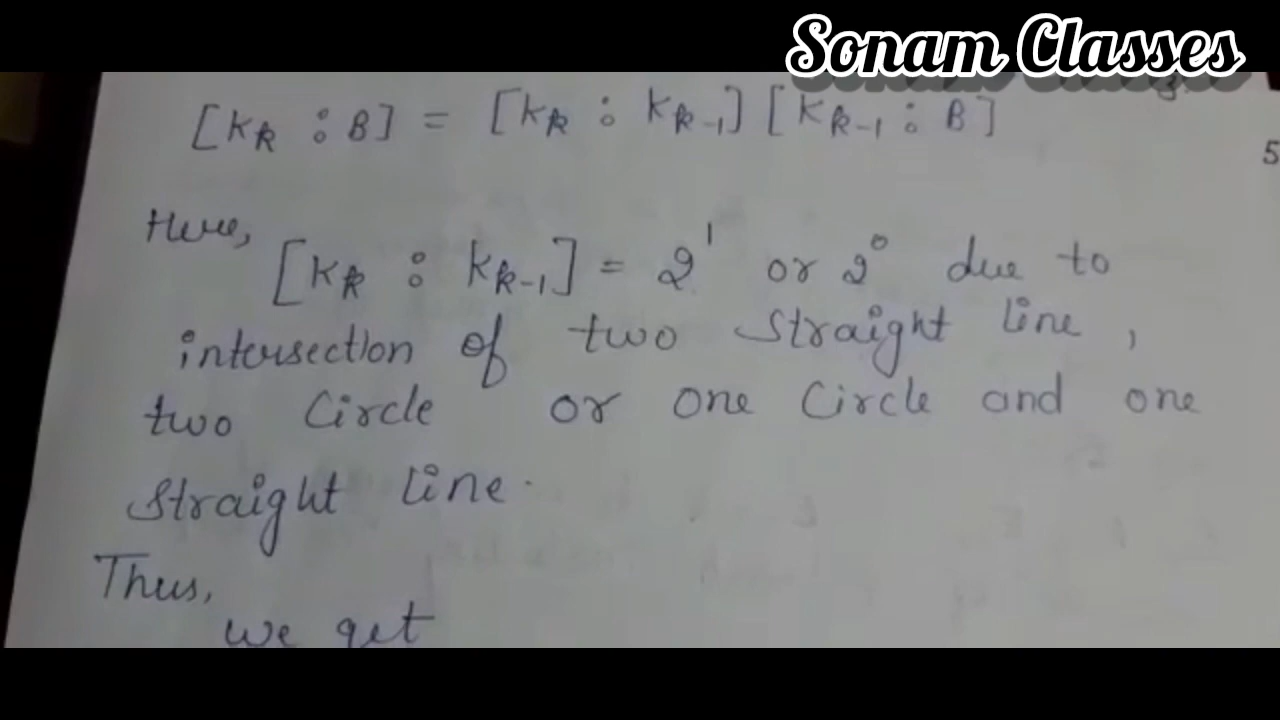 Sonam Classes
[K_k : B] = [K_k : K_{k-1}] [K_{k-1} : B]
5
Here,
[K_k : K_{k-1}] = 2^1 or 2^0 due to
intersection of two straight line,
two Circle or one Circle and one
straight line.
Thus,
we get